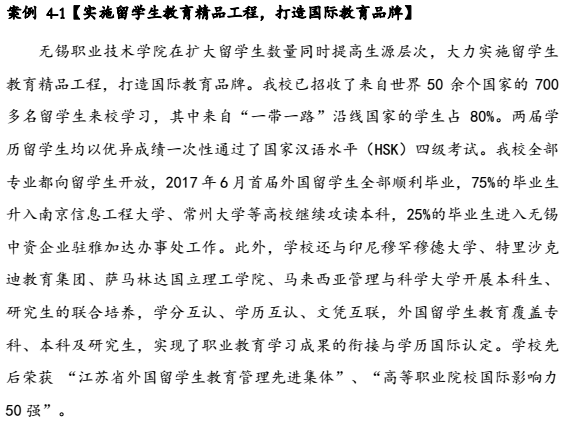 案例 4-1【实施留学生教育精品工程，打造国际教育品牌】
无锡职业技术学院在扩大留学生数量同时提高生源层次，大力实施留学生
教育精品工程，打造国际教育品牌。我校已招收了来自世界 50 余个国家的 700
多名留学生来校学习，其中来自“一带一路”沿线国家的学生占 80%。两届学
历留学生均以优异成绩一次性通过了国家汉语水平（HSK）四级考试。我校全部
专业都向留学生开放，2017 年 6 月首届外国留学生全部顺利毕业，75%的毕业生
升入南京信息工程大学、常州大学等高校继续攻读本科，25%的毕业生进入无锡
中资企业驻雅加达办事处工作。此外，学校还与印尼穆罕穆德大学、特里沙克
迪教育集团、萨马林达国立理工学院、马来西亚管理与科学大学开展本科生、
研究生的联合培养，学分互认、学历互认、文凭互联，外国留学生教育覆盖专
科、本科及研究生，实现了职业教育学习成果的衔接与学历国际认定。学校先
后荣获 “江苏省外国留学生教育管理先进集体”、“高等职业院校国际影响力
50 强”。